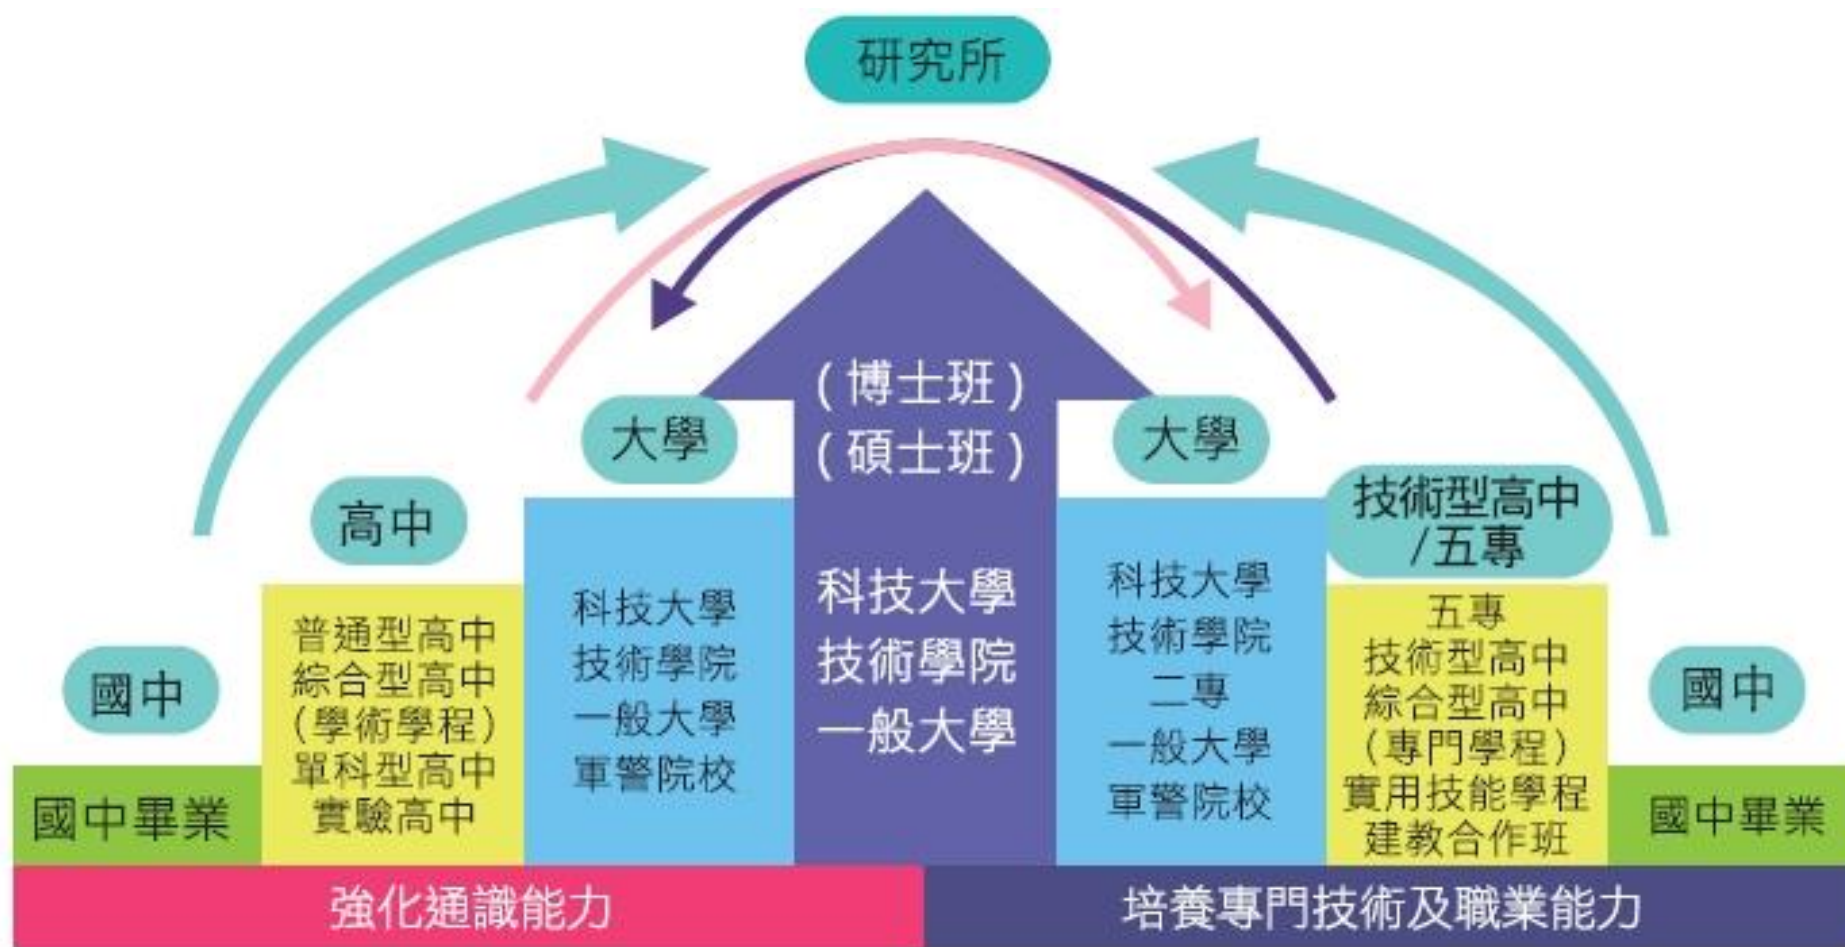 研究所
國中
國中畢業
高中
普通型高中
綜合型高中
(學術學程)
單科型高中
實驗高中
大學
科技大學
技術學院
一般大學
軍警院校
(博士班)
(碩士班)
科技大學
技術學院
一般大學
大學
科技大學
技術學院
二專
一般大學
軍警院校
技術型高中
/五專
五專
技術型高中
綜合型高中
(專門學程)
實用技能學程
建教合作班
國中
國中畢業
強化通識能力
培養專門技術及職業能力